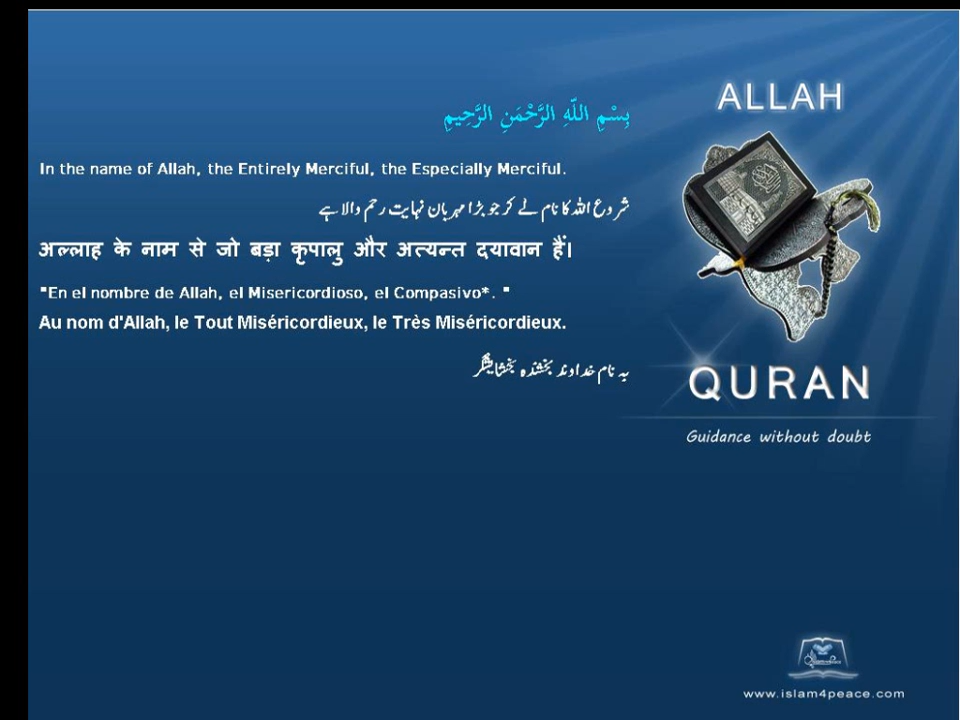 بِسْمِ اللَّهِ الرَّحْمَنِ الرَّحِيمِ
In the name of Allah, the Entirely Merciful, the Especially Merciful.
شروع اللہ کا نام لے کر جو بڑا مہربان نہایت رحم والا ہے
अल्लाह के नाम से जो बड़ा कृपालु और अत्यन्त दयावान हैं।
"En el nombre de Allah, el Misericordioso, el Compasivo*. "
Au nom d'Allah, le Tout Miséricordieux, le Très Miséricordieux.
به نام خداوند بخشنده بخشایشگر
ALLAH
QURAN
Guidance without doubt
www.islam4peace.com